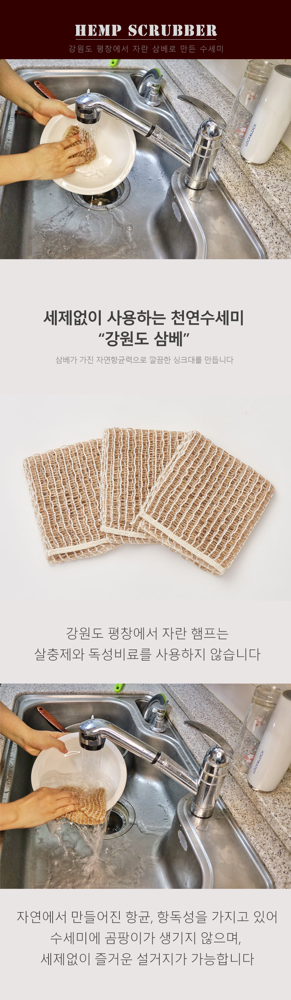 HEMP SCRUBBER
강원도 평창에서 자란 삼베로 만든 수세미
LOCK&LOCK
세제없이 사용하는 천연수세미
“강원도 삼베”
삼베가 가진 자연항균력으로 깔끔한 싱크대를 만듭니다
강원도 평창에서 자란 햄프는
살충제와 독성비료를 사용하지 않습니다
LOCK&LOCK
자연에서 만들어진 항균, 항독성을 가지고 있어
수세미에 곰팡이가 생기지 않으며,
세제없이 즐거운 설거지가 가능합니다